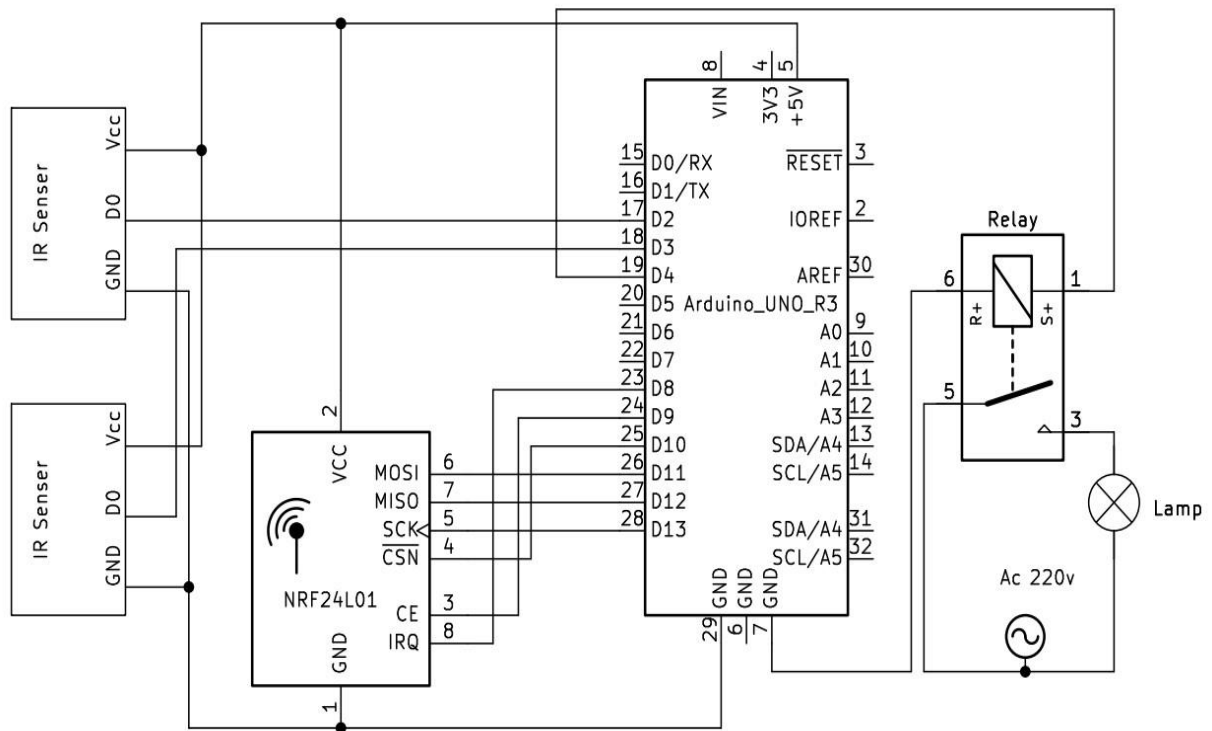 IR Senser
Vcc
DO
GND
IR Senser
Vcc
DO
GND
2
VCC
MOSI 6
MISO 7
SCK 5
CSN 4
NRF24L01
CE 3
IRQ 8
GND
1
8 4 5
VIN 3V3 +5V
15 D0/RX
16 D1/TX
17 D2
18 D3
19 D4
20 D5
21 D6
22 D7
23 D8
24 D9
25 D10
26 D11
27 D12
28 D13
Arduino_UNO_R3
RESET 3
IOREF 2
AREF 30
A0 9
A1 10
A2 11
A3 12
SDA/A4 13
SCL/A5 14
SDA/A4 31
SCL/A5 32
GND GND GND
29 6 7
Relay
6 1
R+ S+
5
3
Lamp
Ac 220v